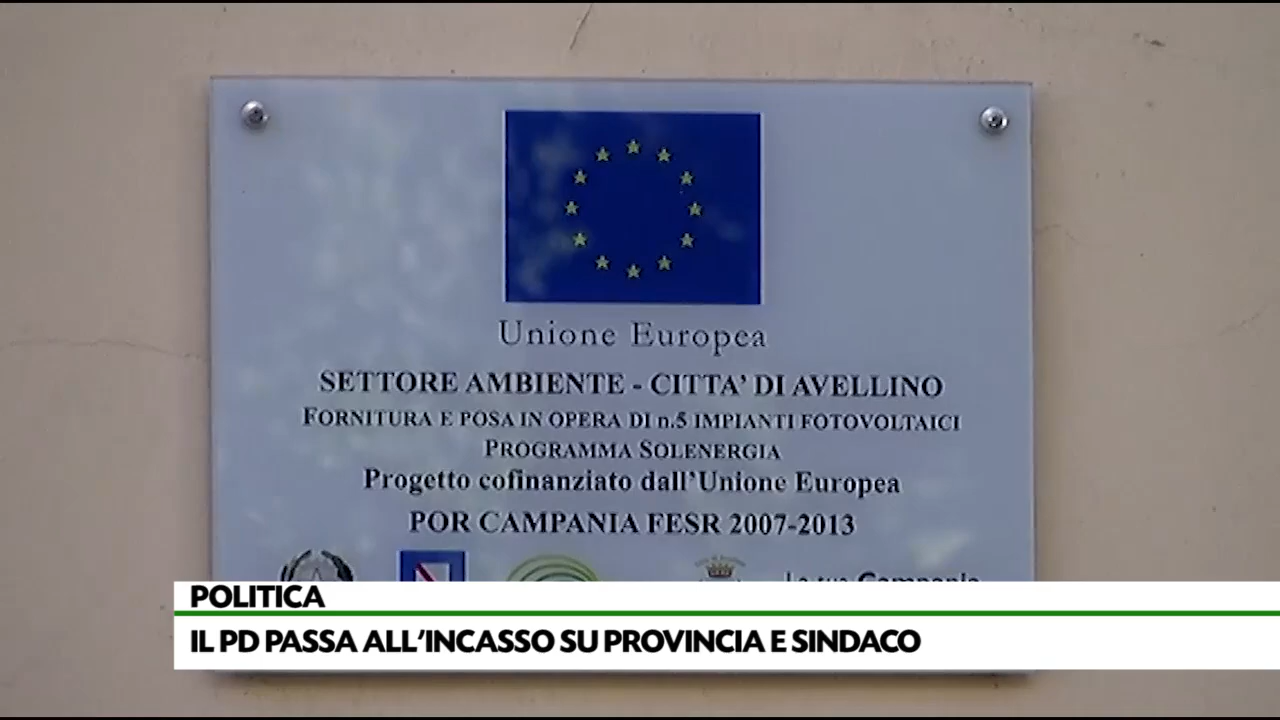 Unione Europea
SETTORE AMBIENTE - CITTA' DI AVELLINO
FORNITURA E POSA IN OPERA DI n.5 IMPIANTI FOTOVOLTAICI
PROGRAMMA SOLENERGIA
Progetto cofinanziato dall'Unione Europea
POR CAMPANIA FESR 2007-2013
POLITICA
IL PD PASSA ALL'INCASSO SU PROVINCIA E SINDACO